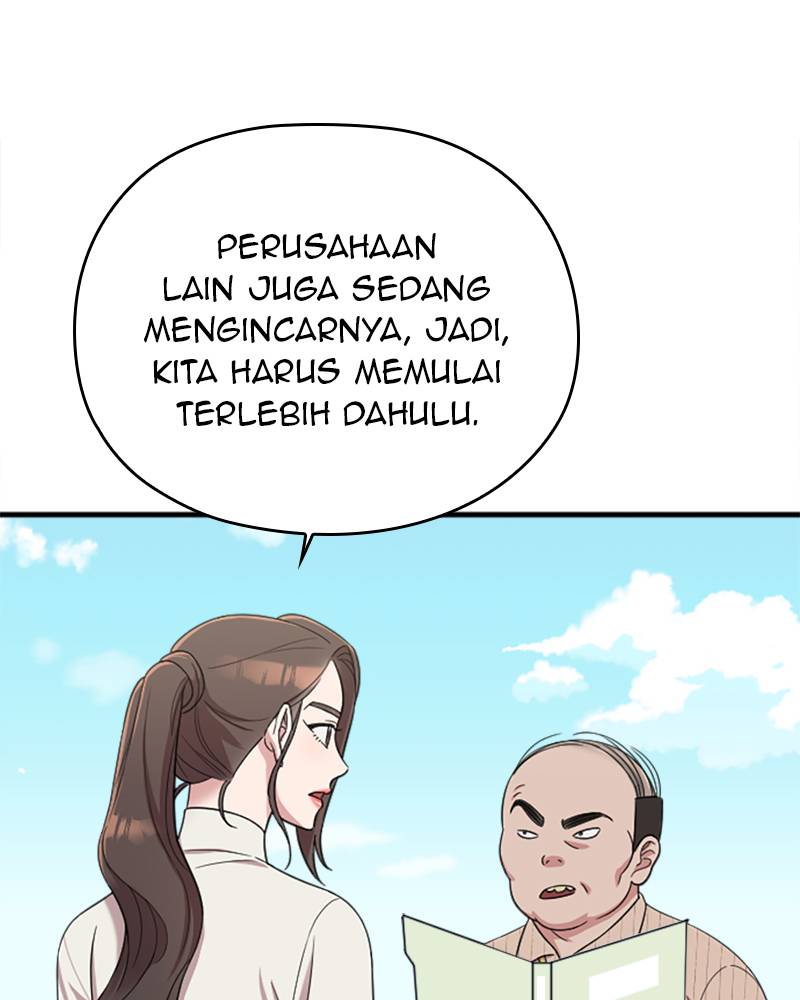 PERUSAHAAN
LAIN JUGA SEDANG
MENGINCARNYA, JADI,
KITA HARUS MEMULAI
TERLEBIH DAHULU.